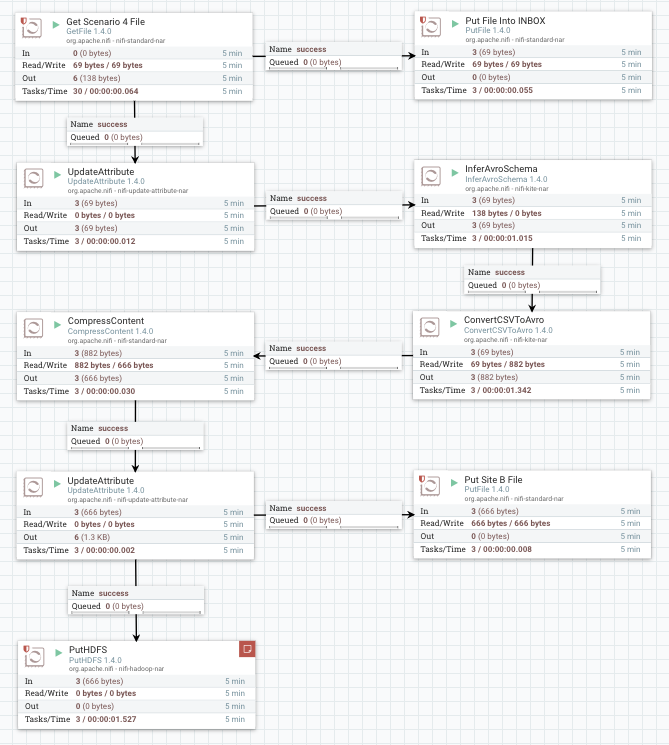 Get Scenario 4 File
GetFile 1.4.0
org.apache.nifi - nifi-standard-nar
In 0 (0 bytes) 5 min
Read/Write 69 bytes / 69 bytes 5 min
Out 6 (138 bytes) 5 min
Tasks/Time 30 / 00:00:00.064 5 min
Name success
Queued 0 (0 bytes)
Put File Into INBOX
PutFile 1.4.0
org.apache.nifi - nifi-standard-nar
In 3 (69 bytes) 5 min
Read/Write 69 bytes / 69 bytes 5 min
Out 0 (0 bytes) 5 min
Tasks/Time 3 / 00:00:00.055 5 min
Name success
Queued 0 (0 bytes)
UpdateAttribute
UpdateAttribute 1.4.0
org.apache.nifi - nifi-update-attribute-nar
In 3 (69 bytes) 5 min
Read/Write 0 bytes / 0 bytes 5 min
Out 3 (69 bytes) 5 min
Tasks/Time 3 / 00:00:00.012 5 min
Name success
Queued 0 (0 bytes)
InferAvroSchema
InferAvroSchema 1.4.0
org.apache.nifi - nifi-kite-nar
In 3 (69 bytes) 5 min
Read/Write 138 bytes / 0 bytes 5 min
Out 3 (69 bytes) 5 min
Tasks/Time 3 / 00:00:01.015 5 min
Name success
Queued 0 (0 bytes)
CompressContent
CompressContent 1.4.0
org.apache.nifi - nifi-standard-nar
In 3 (882 bytes) 5 min
Read/Write 882 bytes / 666 bytes 5 min
Out 3 (666 bytes) 5 min
Tasks/Time 3 / 00:00:00.030 5 min
Name success
Queued 0 (0 bytes)
ConvertCSVToAvro
ConvertCSVToAvro 1.4.0
org.apache.nifi - nifi-kite-nar
In 3 (69 bytes) 5 min
Read/Write 69 bytes / 882 bytes 5 min
Out 3 (882 bytes) 5 min
Tasks/Time 3 / 00:00:01.342 5 min
Name success
Queued 0 (0 bytes)
UpdateAttribute
UpdateAttribute 1.4.0
org.apache.nifi - nifi-update-attribute-nar
In 3 (666 bytes) 5 min
Read/Write 0 bytes / 0 bytes 5 min
Out 6 (1.3 KB) 5 min
Tasks/Time 3 / 00:00:00.002 5 min
Name success
Queued 0 (0 bytes)
Put Site B File
PutFile 1.4.0
org.apache.nifi - nifi-standard-nar
In 3 (666 bytes) 5 min
Read/Write 666 bytes / 666 bytes 5 min
Out 0 (0 bytes) 5 min
Tasks/Time 3 / 00:00:00.008 5 min
Name success
Queued 0 (0 bytes)
PutHDFS
PutHDFS 1.4.0
org.apache.nifi - nifi-hadoop-nar
In 3 (666 bytes) 5 min
Read/Write 0 bytes / 0 bytes 5 min
Out 0 (0 bytes) 5 min
Tasks/Time 3 / 00:00:01.527 5 min